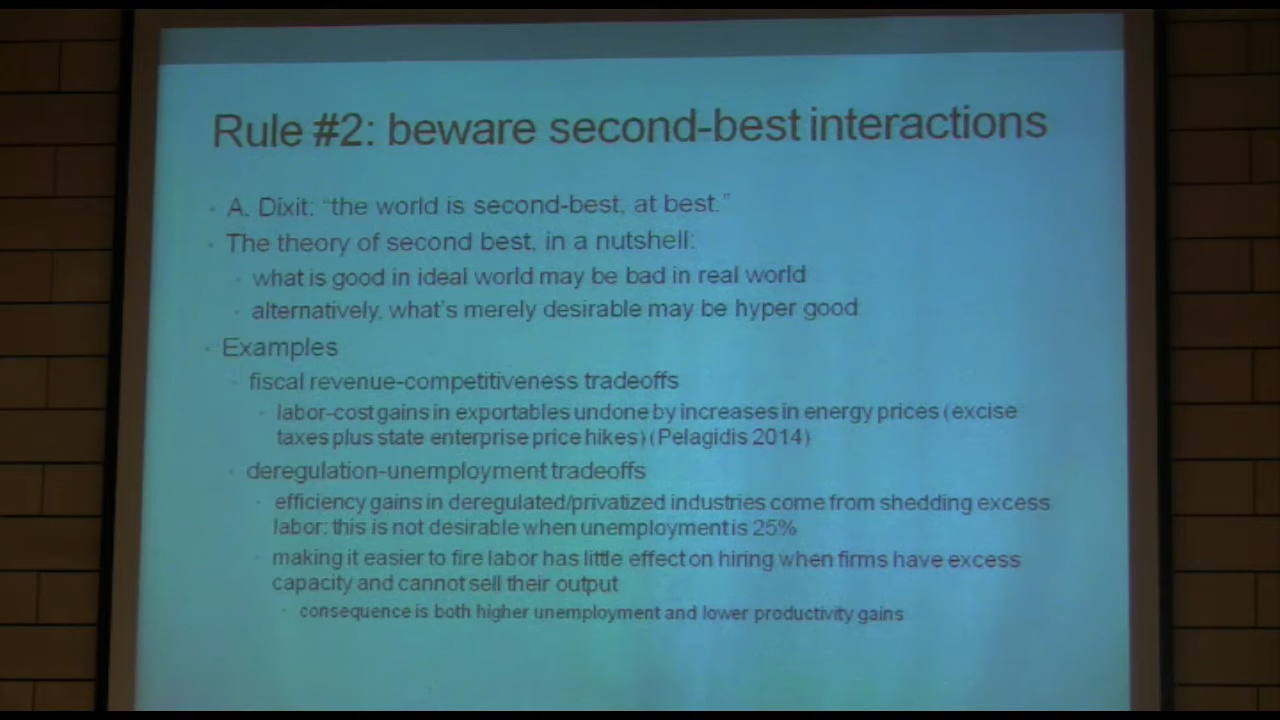 Rule #2: beware second-best interactions
A. Dixit: “the world is second-best, at best.”
The theory of second best, in a nutshell:
what is good in ideal world may be bad in real world
alternatively, what’s merely desirable may be hyper good
Examples
fiscal revenue-competitiveness tradeoffs
labor-cost gains in exportables undone by increases in energy prices (excise
taxes plus state enterprise price hikes) (Pelagidis 2014)
deregulation-unemployment tradeoffs
efficiency gains in deregulated/privatized industries come from shedding excess
labor; this is not desirable when unemployment is 25%
making it easier to fire labor has little effect on hiring when firms have excess
capacity and cannot sell their output
consequence is both higher unemployment and lower productivity gains